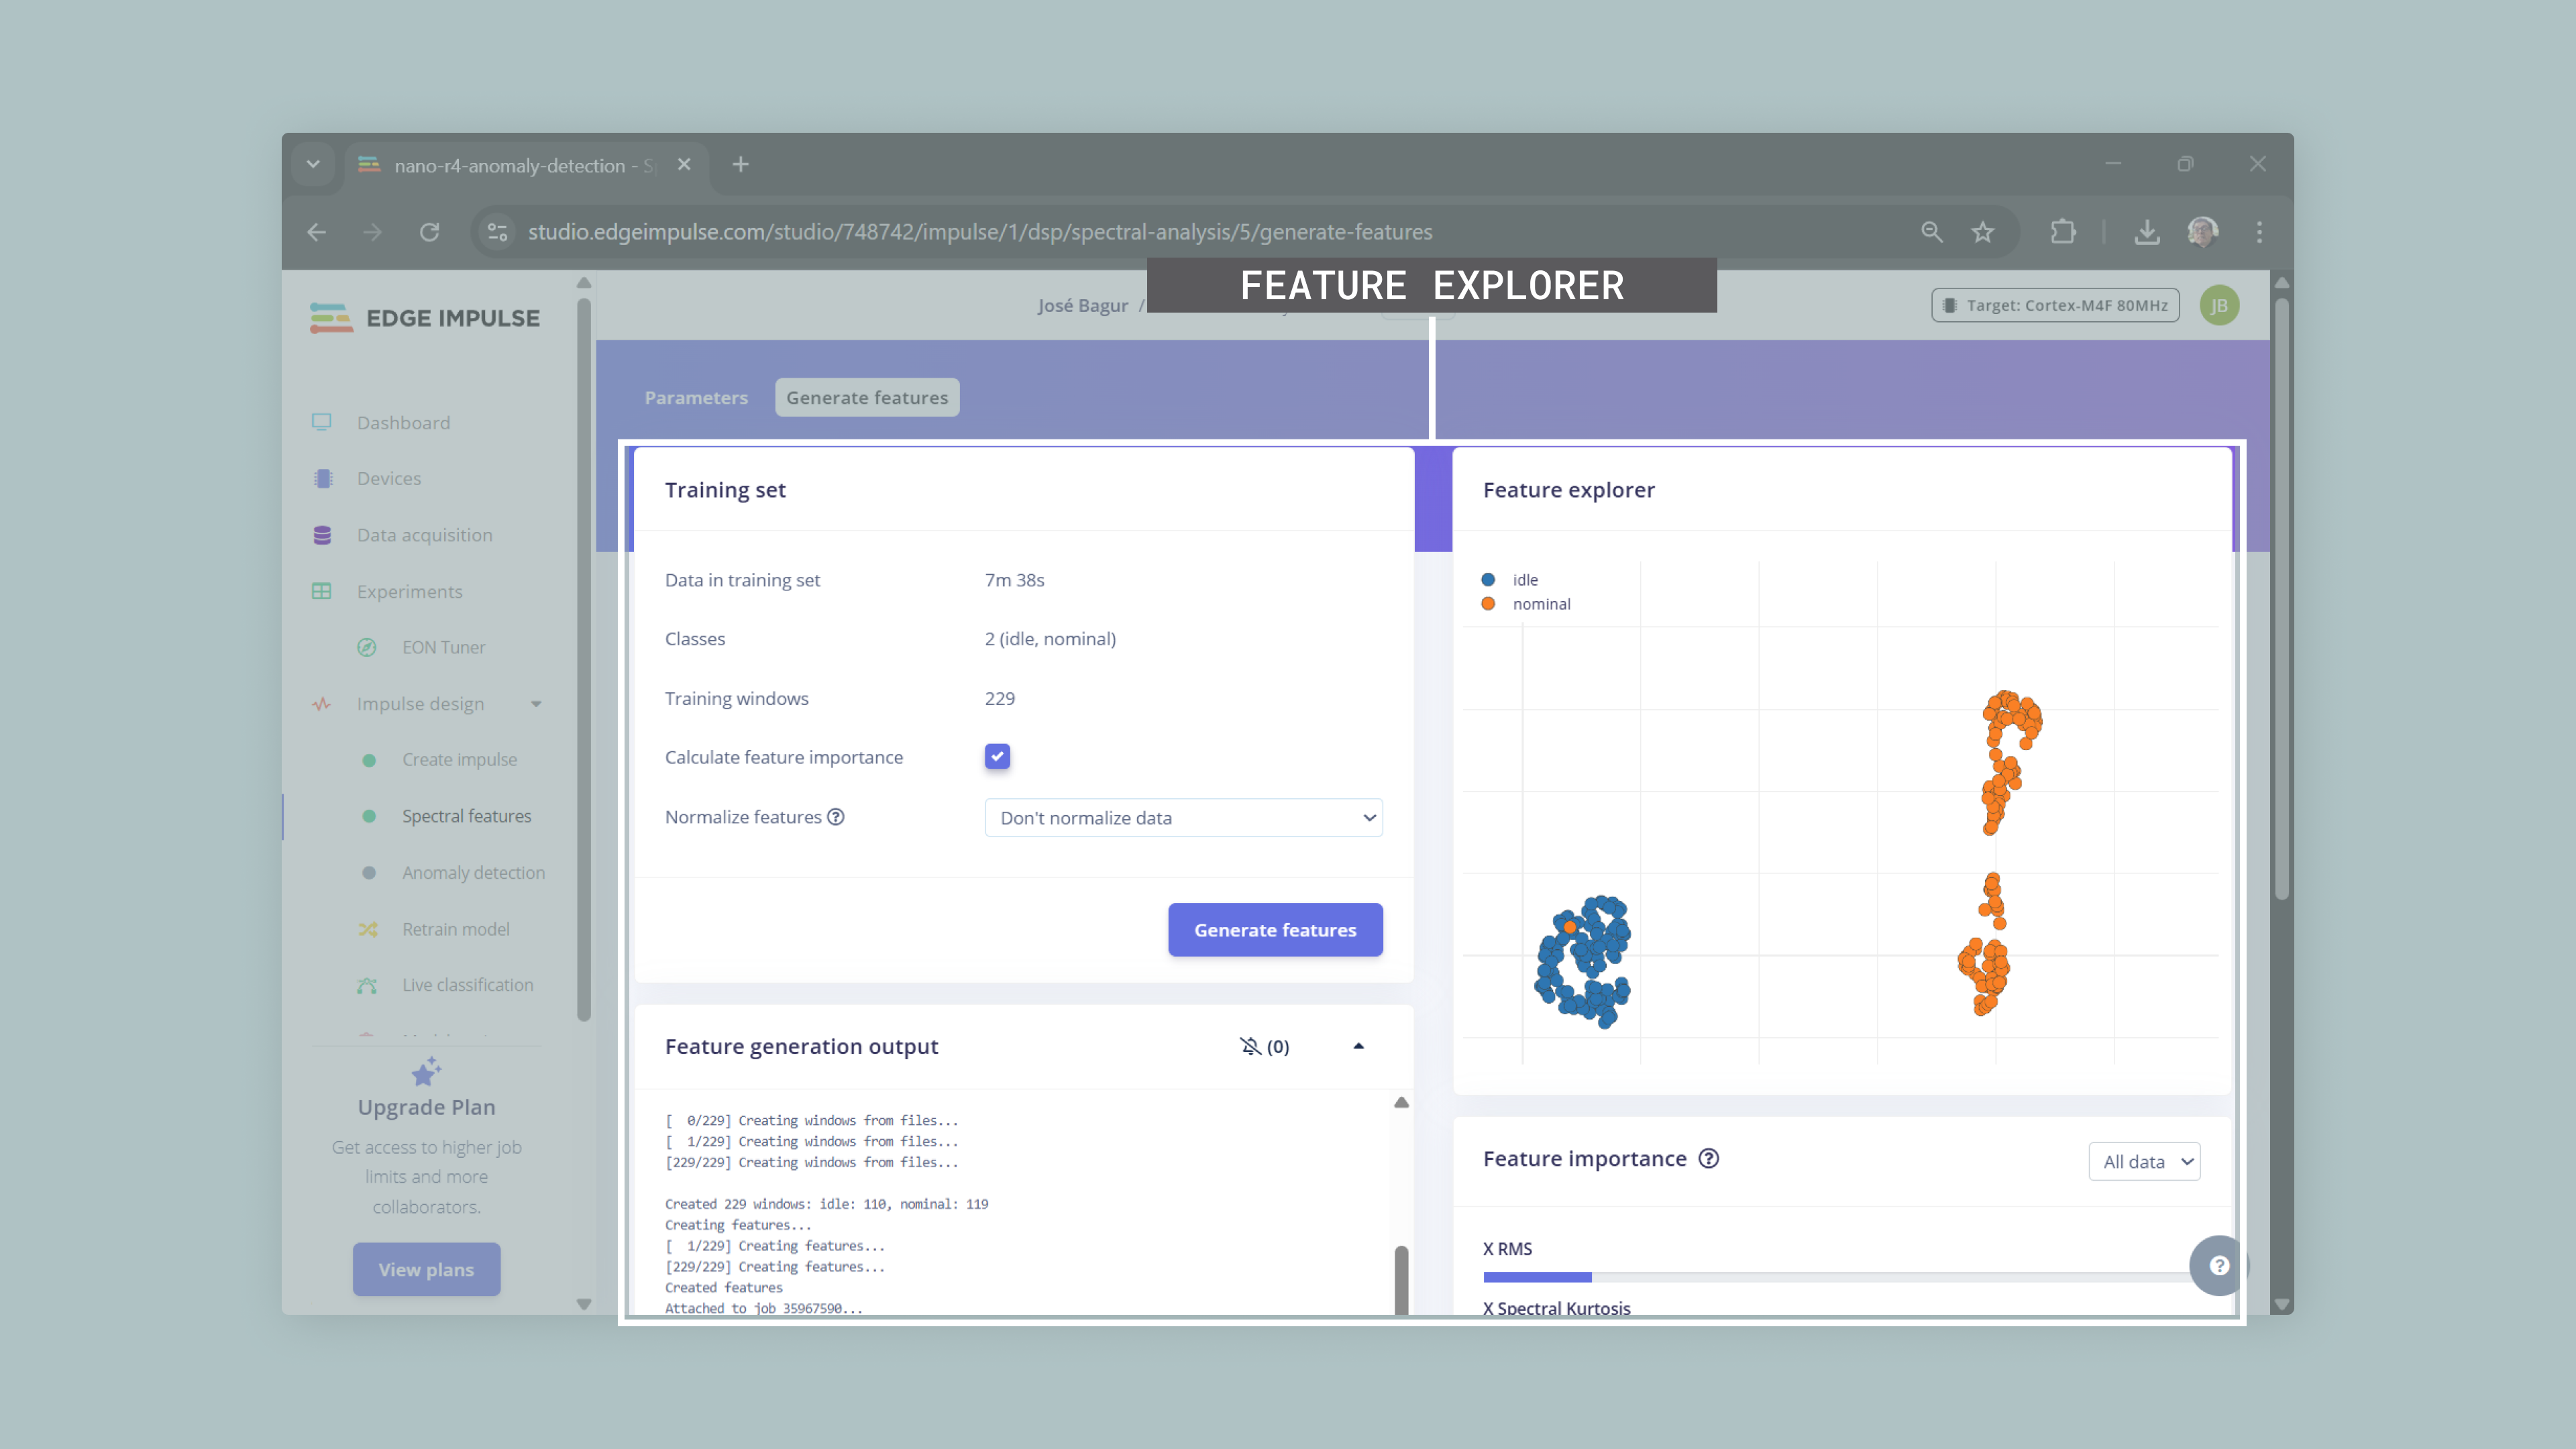 nano-r4-anomaly-detection - S
studio.edgeimpulse.com/studio/748742/impulse/1/dsp/spectral-analysis/5/generate-features
FEATURE EXPLORER
EDGE IMPULSE
José Bagur /
Target: Cortex-M4F 80MHz
JB
Parameters
Generate features
Dashboard
Devices
Data acquisition
Experiments
EON Tuner
Impulse design
Create impulse
Spectral features
Anomaly detection
Retrain model
Live classification
Upgrade Plan
Get access to higher job
limits and more
collaborators.
View plans
Training set
Data in training set 7m 38s
Classes 2 (idle, nominal)
Training windows 229
Calculate feature importance
Normalize features Don't normalize data
Generate features
Feature generation output (0)
[ 0/229] Creating windows from files...
[ 1/229] Creating windows from files...
[229/229] Creating windows from files...
Created 229 windows: idle: 110, nominal: 119
Creating features...
[ 1/229] Creating features...
[229/229] Creating features...
Created features
Attached to job 35967590...
Feature explorer
idle
nominal
Feature importance All data
X RMS
X Spectral Kurtosis